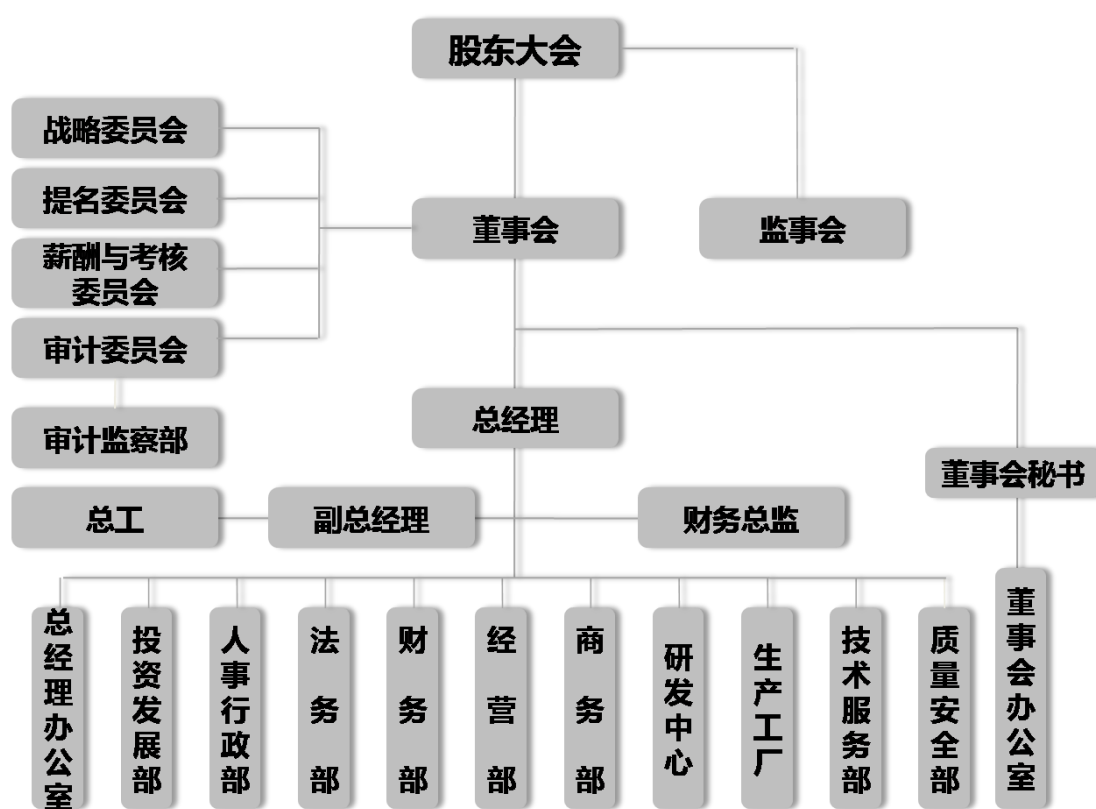 股东大会
战略委员会
提名委员会
董事会
监事会
薪酬与考核
委员会
审计委员会
总经理
审计监察部
董事会秘书
总工
副总经理
财务总监
总经理办公室
投资发展部
人事行政部
法务部
财务部
经营部
商务部
研发中心
生产工厂
技术服务部
质量安全部
董事会办公室